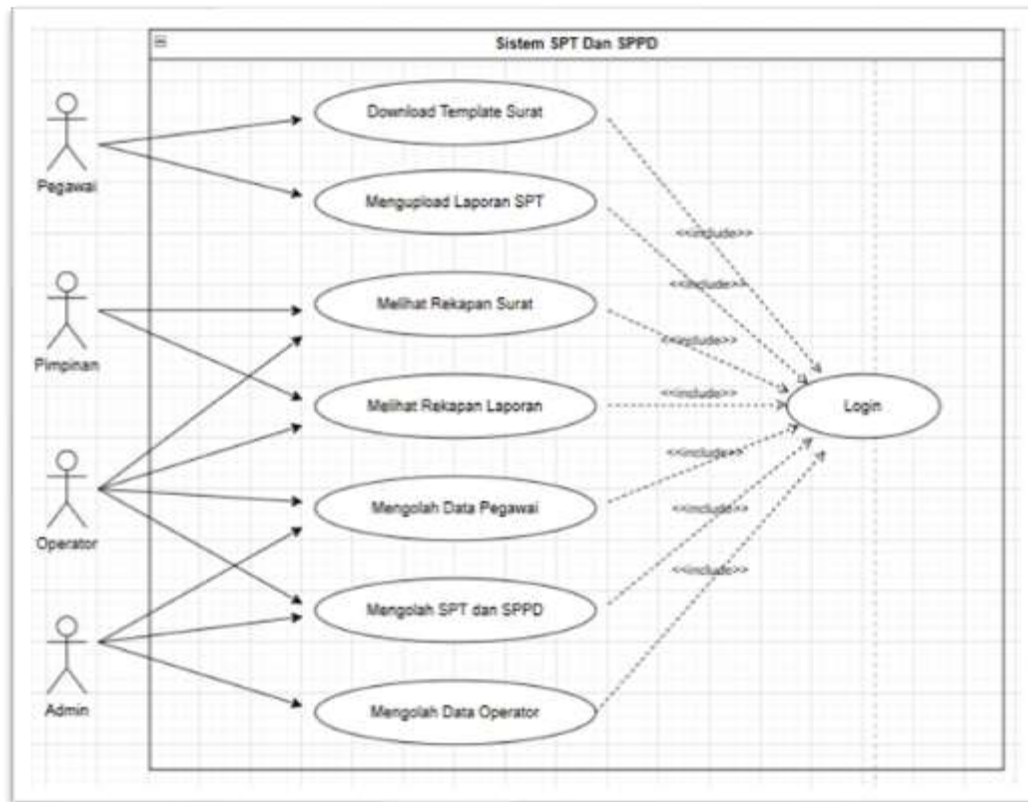 Sistem SPT Dan SPPD
Pegawai
Download Template Surat
Mengupload Laporan SPT
<<include>>
<<include>>
Pimpinan
Melihat Rekapan Surat
<<include>>
Melihat Rekapan Laporan
<<include>>
Login
Operator
Mengolah Data Pegawai
<<include>>
<<include>>
Mengolah SPT dan SPPD
<<include>>
Admin
Mengolah Data Operator